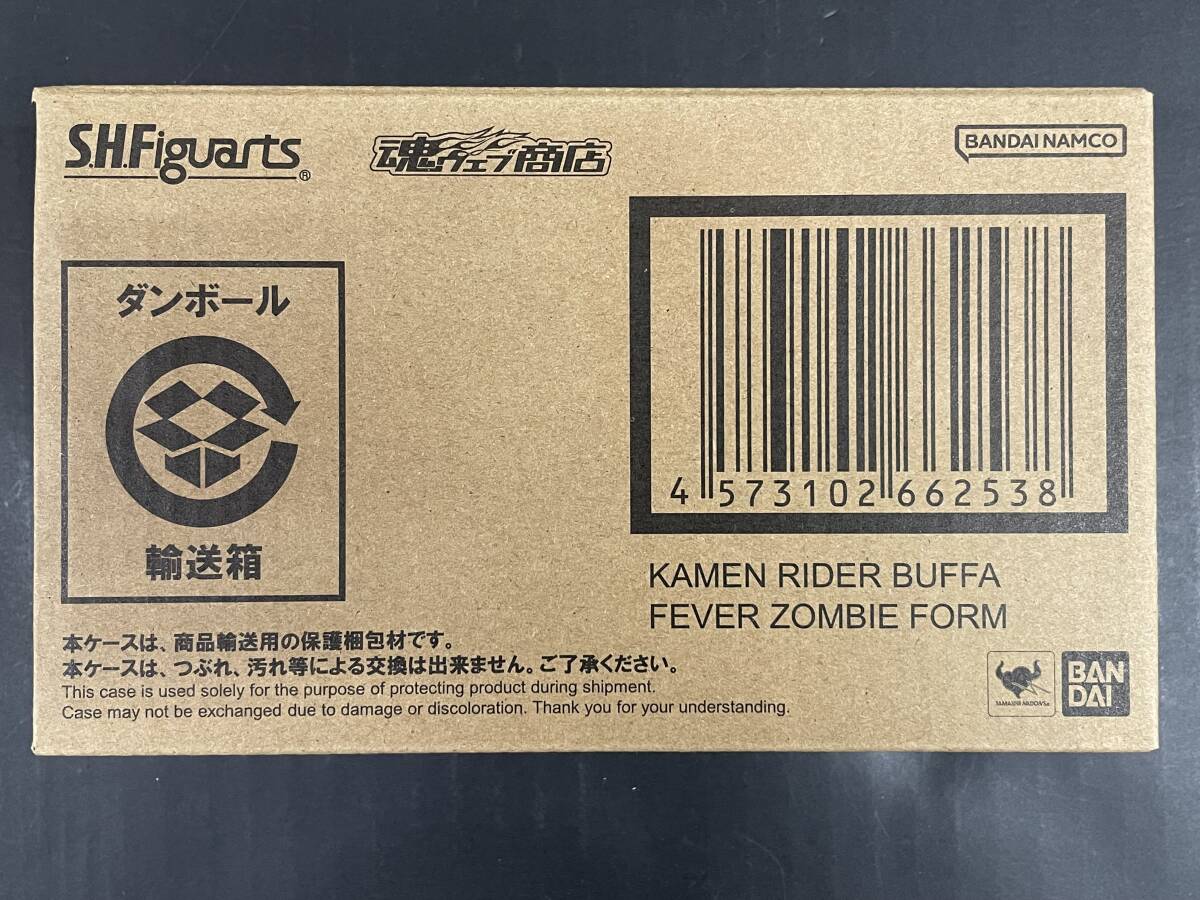 S.H.Figuarts®
魂ウェブ商店
BANDAI NAMCO
ダンボール
輸送箱
4 573102 662538
KAMEN RIDER BUFFA
FEVER ZOMBIE FORM
本ケースは、商品輸送用の保護梱包材です。
本ケースは、つぶれ、汚れ等による交換は出来ません。ご了承ください。
This case is used solely for the purpose of protecting product during shipment.
Case may not be exchanged due to damage or discoloration. Thank you for your understanding.
TAMASHII NATIONS
BAN
DAI